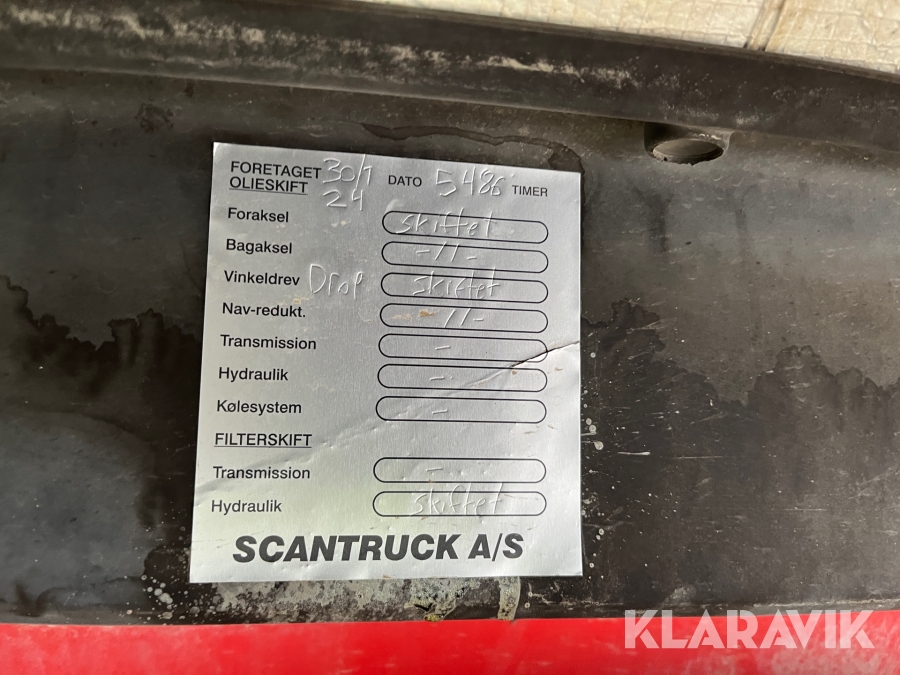 FORETAGET 30/7 DATO 5486 TIMER
OLIESKIFT 24
Foraksel skiftet
Bagaksel -//-
Vinkeldrev Drop skiftet
Nav-redukt. -//-
Transmission -
Hydraulik -
Kølesystem -
FILTERSKIFT
Transmission -
Hydraulik skiftet
SCANTRUCK A/S
KLARAVIK